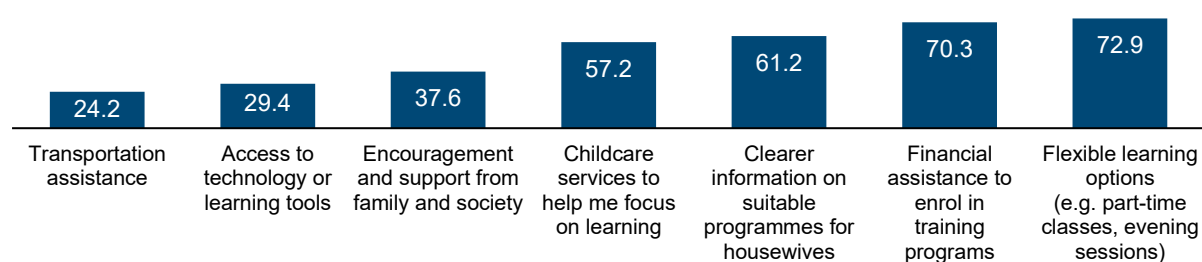 24.2
29.4
37.6
57.2
61.2
70.3
72.9
Transportation
assistance
Access to
technology or
learning tools
Encouragement
and support from
family and society
Childcare
services to
help me focus
on learning
Clearer
information on
suitable
programmes for
housewives
Financial
assistance to
enrol in
training
programs
Flexible learning
options
(e.g. part-time
classes, evening
sessions)